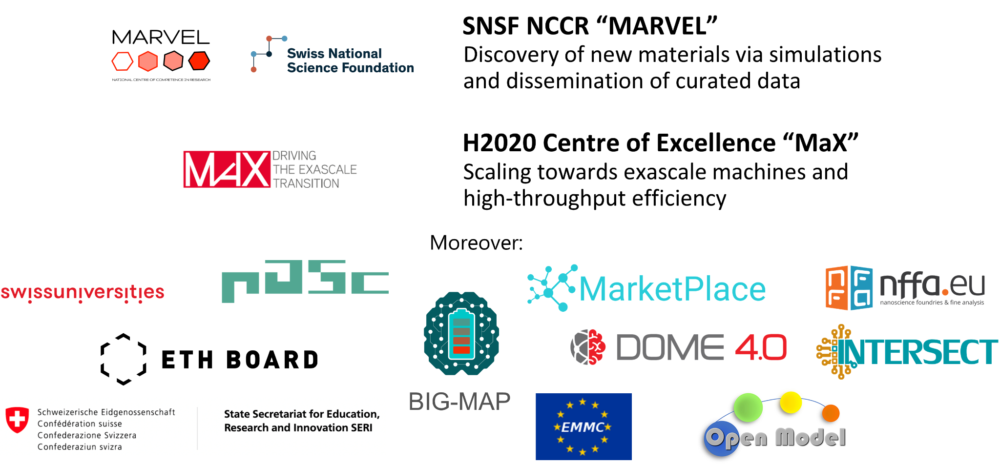 MARVEL
NATIONAL CENTRE OF COMPETENCE IN RESEARCH
Swiss National
Science Foundation
SNSF NCCR “MARVEL”
Discovery of new materials via simulations
and dissemination of curated data
MAX
DRIVING
THE EXASCALE
TRANSITION
H2020 Centre of Excellence “MaX”
Scaling towards exascale machines and
high-throughput efficiency
Moreover:
swissuniversities
pasc
MarketPlace
NFFA
nffa.eu
nanoscience foundries & fine analysis
ETH BOARD
BIG-MAP
DOME 4.0
INTERSECT
Schweizerische Eidgenossenschaft
Confédération suisse
Confederazione Svizzera
Confederaziun svizra
State Secretariat for Education,
Research and Innovation SERI
EMMC
Open Model